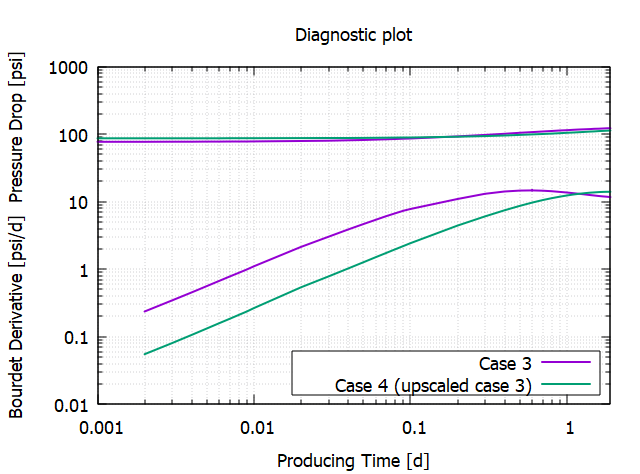 Diagnostic plot
Bourdet Derivative [psi/d] Pressure Drop [psi]
1000
100
10
1
0.1
0.01
Case 3
Case 4 (upscaled case 3)
0.001 0.01 0.1 1
Producing Time [d]